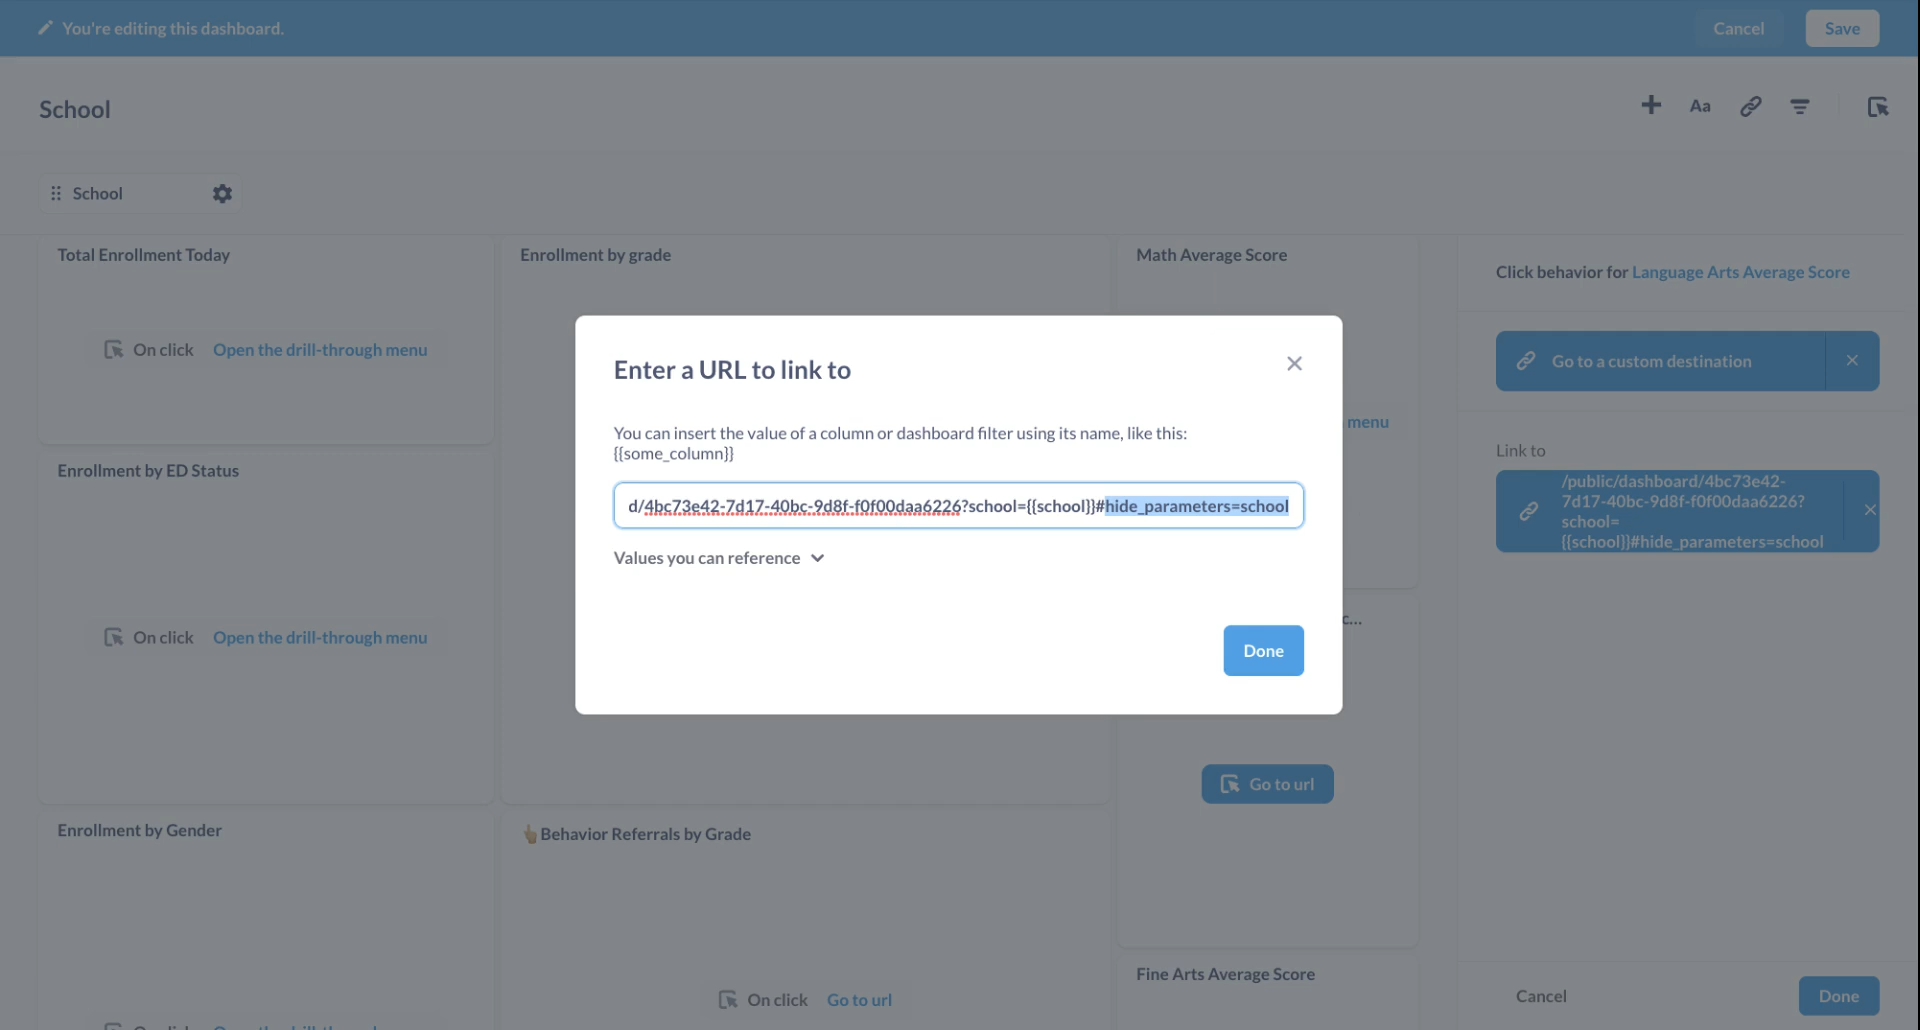 You're editing this dashboard.
Cancel
Save
School
Aa
School
Total Enrollment Today
On click Open the drill-through menu
Enrollment by grade
Math Average Score
menu
Click behavior for Language Arts Average Score
Go to a custom destination
Link to
/public/dashboard/4bc73e42-
7d17-40bc-9d8f-f0f00daa6226?
school=
{{school}}#hide_parameters=school
Enter a URL to link to
You can insert the value of a column or dashboard filter using its name, like this:
{{some_column}}
d/4bc73e42-7d17-40bc-9d8f-f0f00daa6226?school={{school}}#hide_parameters=school
Values you can reference
Done
Enrollment by ED Status
On click Open the drill-through menu
c...
Go to url
Enrollment by Gender
👆Behavior Referrals by Grade
On click Go to url
Fine Arts Average Score
Cancel
Done